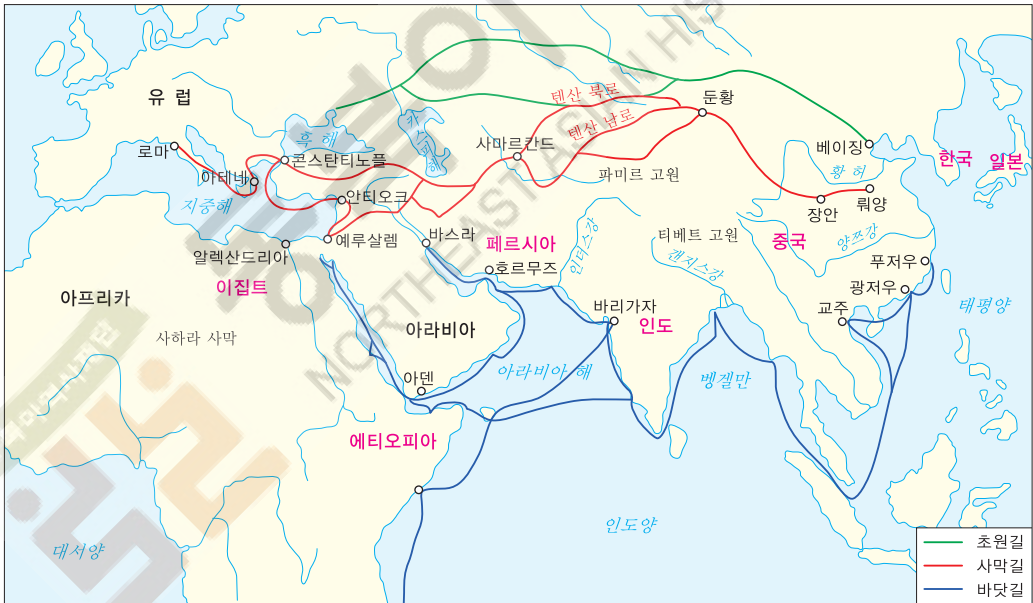 유 럽
로마
흑 해
콘스탄티노플
아테네
지중해
안티오크
카스피해
사마르칸드
톈산 북로
톈산 남로
둔황
파미르 고원
베이징
황 허
뤄양
장안
한국
일본
예루살렘
알렉산드리아
이집트
바스라
페르시아
호르무즈
인더스강
티베트 고원
갠지스강
중국
양쯔강
푸저우
광저우
교주
태평양
아프리카
사하라 사막
아라비아
바리가자
인도
아덴
아라비아 해
벵겔만
에티오피아
인도양
대서양
초원길
사막길
바닷길
NORTHEAST ASIAN HIS